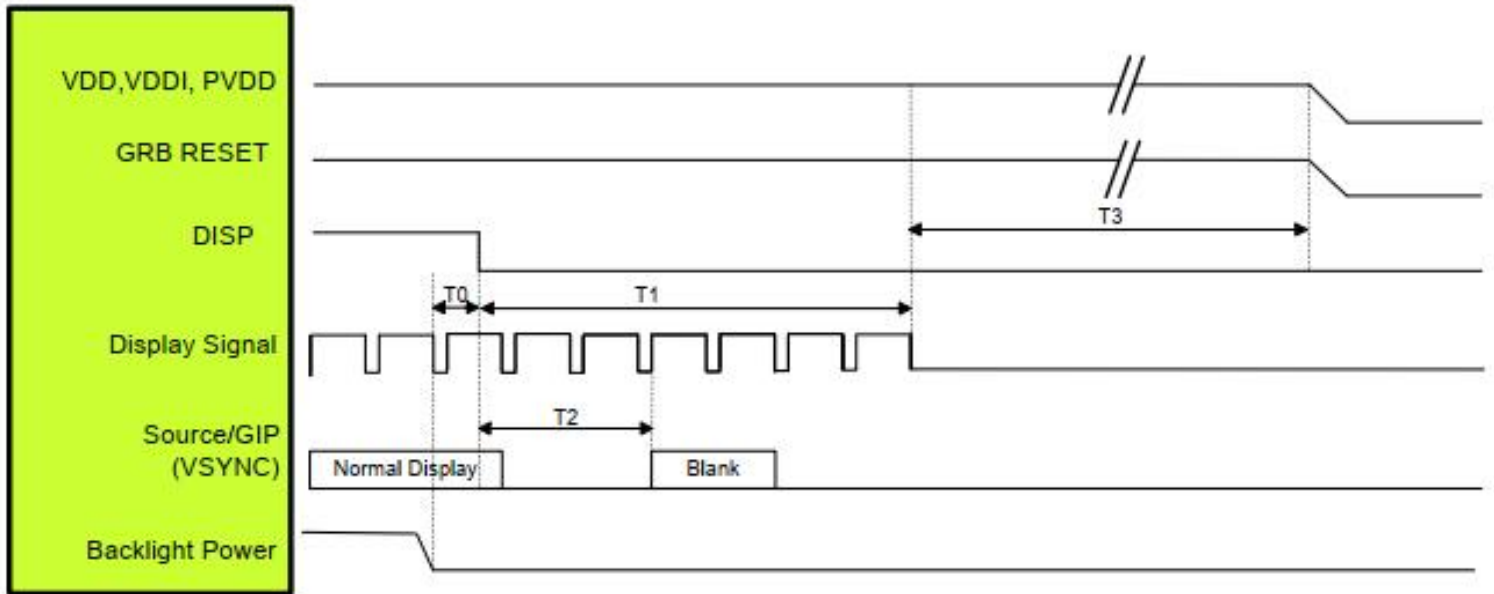 VDD,VDDI, PVDD
GRB RESET
T3
DISP
T0
T1
Display Signal
T2
Source/GIP
(VSYNC)
Normal Display
Blank
Backlight Power